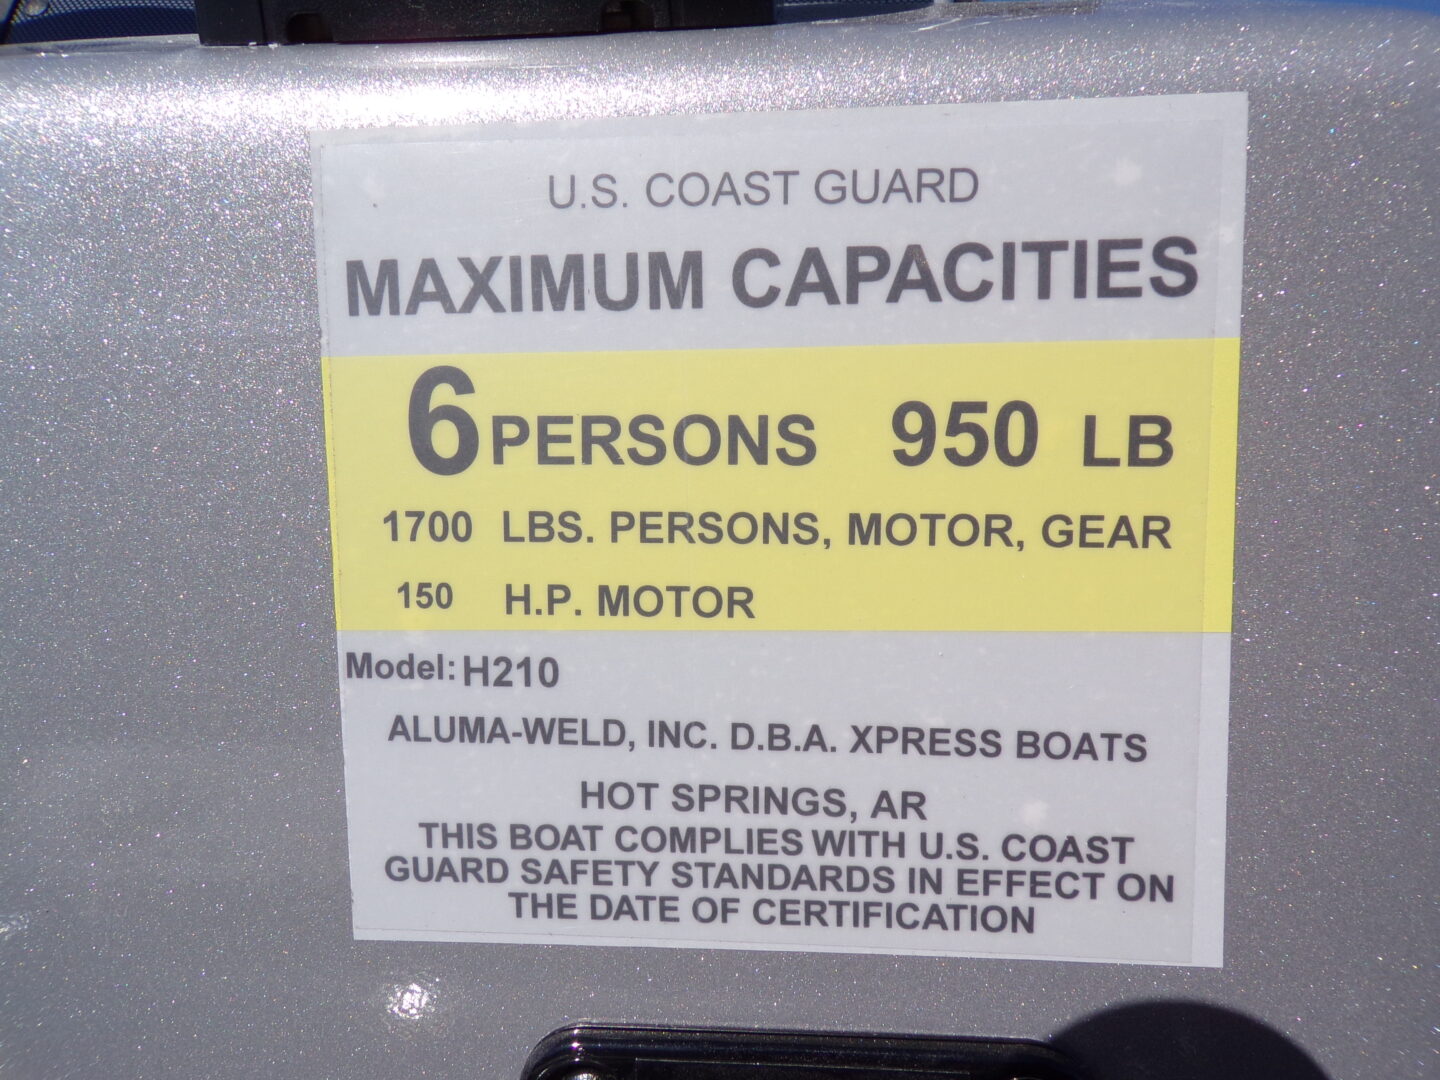 U.S. COAST GUARD
MAXIMUM CAPACITIES
6 PERSONS 950 LB
1700 LBS. PERSONS, MOTOR, GEAR
150 H.P. MOTOR
Model: H210
ALUMA-WELD, INC. D.B.A. XPRESS BOATS
HOT SPRINGS, AR
THIS BOAT COMPLIES WITH U.S. COAST
GUARD SAFETY STANDARDS IN EFFECT ON
THE DATE OF CERTIFICATION